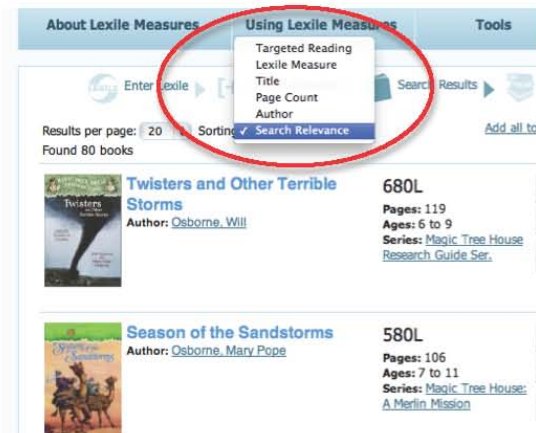 About Lexile Measures Using Lexile Measures Tools
Targeted Reading
Lexile Measure
Title
Page Count
Author
✓ Search Relevance
Enter Lexile Search Results
Results per page: 20 Sorting
Add all to
Found 80 books
Twisters and Other Terrible
Storms
Author: Osborne, Will
680L
Pages: 119
Ages: 6 to 9
Series: Magic Tree House
Research Guide Ser.
Twisters
Season of the Sandstorms
Author: Osborne, Mary Pope
580L
Pages: 106
Ages: 7 to 11
Series: Magic Tree House:
A Merlin Mission